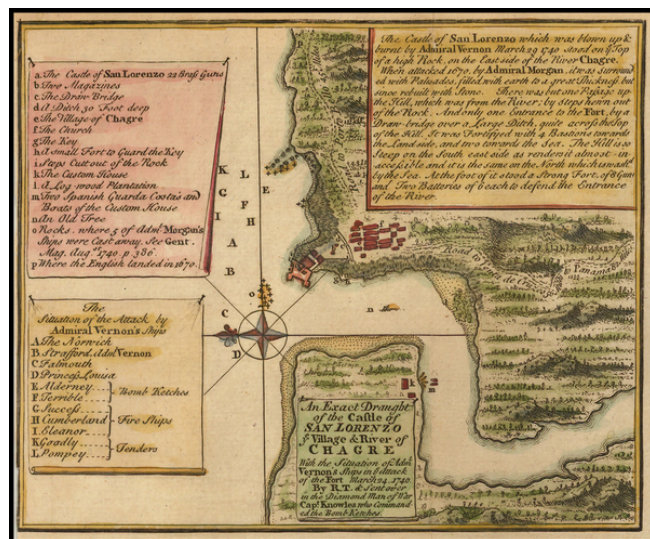 a The Castle of San Lorenzo 22 Brass Guns
b Two Magazines
c The Draw Bridge
d A Ditch 30 Foot deep
e The Village of Chagre
f The Church
g The Key
h A small Fort to Guard the Key
i Steps Cutt out of the Rock
k The Custom House
l A Log-wood Plantation
m Two Spanish Guarda Costa's and
Boats of the Custom House
n An Old Tree
o Rocks, where 5 of Adml. Morgan's
Ships were Cast away. See Gent.
Mag. Augst. 1740. p 386.
p Where the English landed in 1670.
The Castle of San Lorenzo which was blown up &
burnt by Admiral Vernon March 29 1740 stood on ye Top
of a high Rock, on the East side of the River Chagre.
When attacked 1670, by Admiral Morgan, it was Surround
ed with Palisades, filled with earth to a great Thickness but
since rebuilt with Stone. There was but one Passage up
the Hill, which was from the River; by Steps hewn out
of the Rock. And only one Entrance to the Fort, by a
Draw-bridge over a Large Ditch, quite across the top
of the Hill. It was Fortifyed with 4 Bastions towards
the Land side, and two towards the Sea. The Hill is so
Steep on the South east side as renders it almost in-
accessible and it is the same on the North which is wash'd
by the Sea. At the foot of it stood a Strong Fort, of 8 Guns
and Two Batteries of 6 each to defend the Entrance
of the River.
K
G
I
A
B
C
D
L
E
F
H
Road to Porto de Cruzes
to Panama
n
o
The
Situation of the Attack by
Admiral Vernon's Ships
A The Norwich
B Strafford, Adml. Vernon
C Falmouth
D Princess Louisa
E Alderney
F Terrible
Bomb Ketches
G Success
H Cumberland
I Eleanor
Fire Ships
K Goodly
L Pompey
Tenders
An Exact Draught
of the Castle of
SAN LORENZO
ye Village & River of
CHAGRE
With the Situation of Adml.
Vernon's Ships in ye Attack
of the Fort March 24, 1740.
By R.T. & Sent over
in the Diamond Man of War
Capt. Knowles who Command
ed the Bomb Ketches.